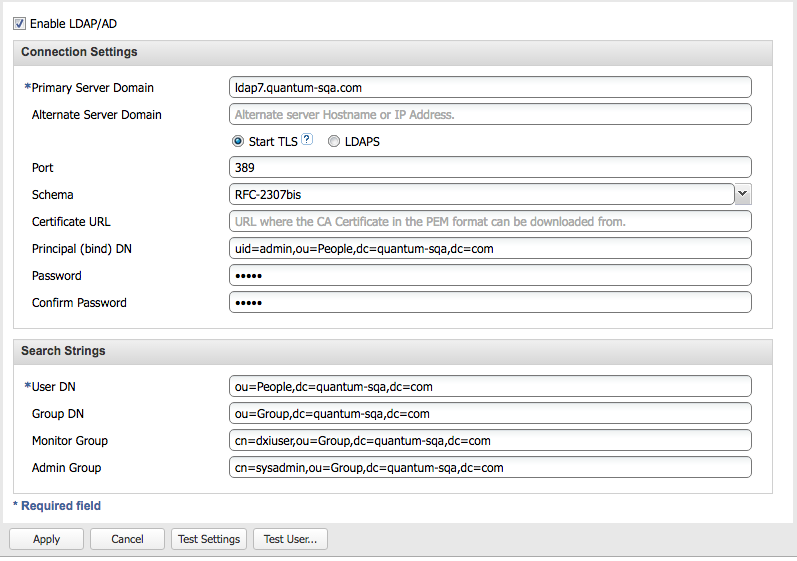 Enable LDAP/AD
Connection Settings
*Primary Server Domain ldap7.quantum-sqa.com
Alternate Server Domain Alternate server Hostname or IP Address.
Start TLS ? LDAPS
Port 389
Schema RFC-2307bis
Certificate URL URL where the CA Certificate in the PEM format can be downloaded from.
Principal (bind) DN uid=admin,ou=People,dc=quantum-sqa,dc=com
Password •••••
Confirm Password •••••
Search Strings
*User DN ou=People,dc=quantum-sqa,dc=com
Group DN ou=Group,dc=quantum-sqa,dc=com
Monitor Group cn=dxiuser,ou=Group,dc=quantum-sqa,dc=com
Admin Group cn=sysadmin,ou=Group,dc=quantum-sqa,dc=com
* Required field
Apply Cancel Test Settings Test User...